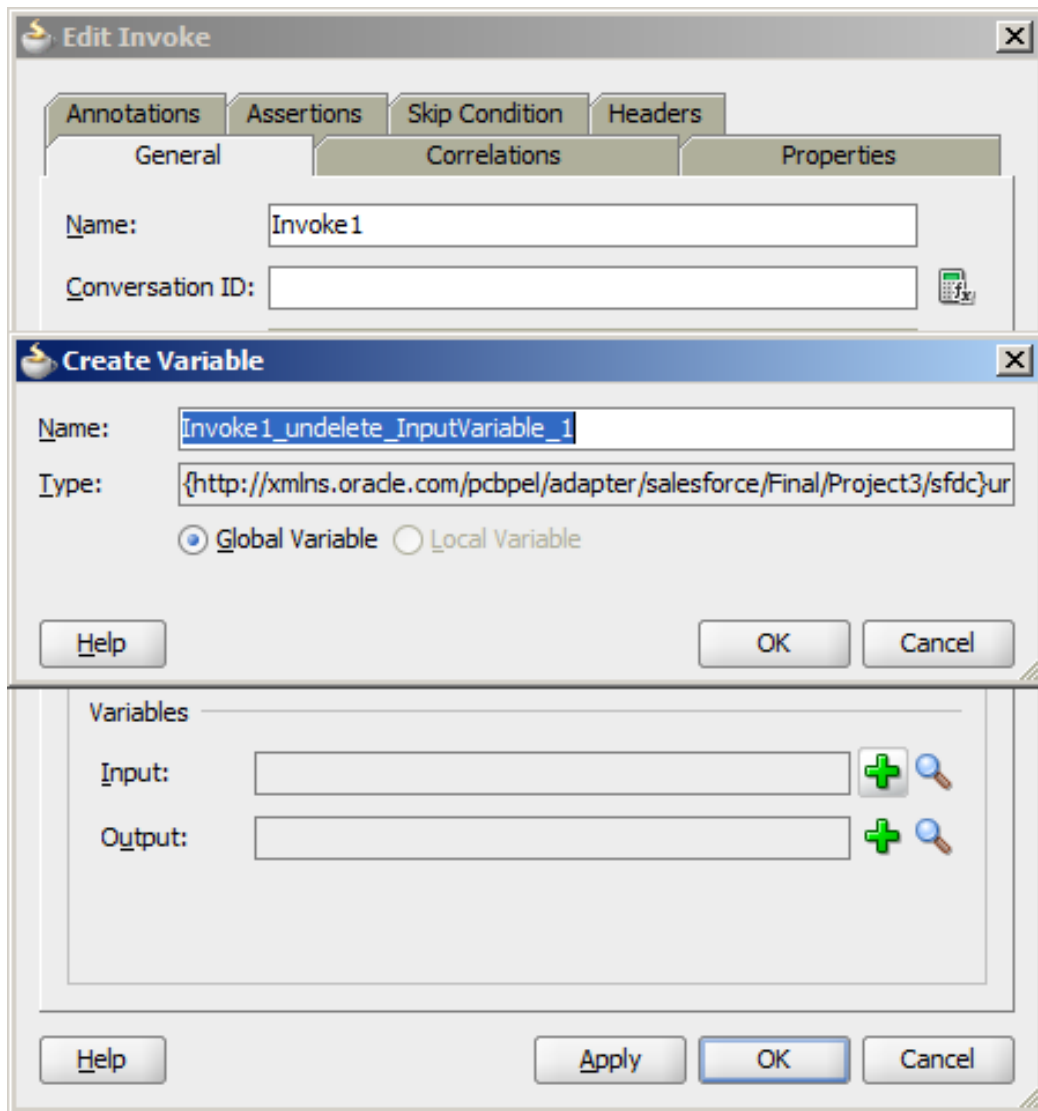 Edit Invoke
Annotations Assertions Skip Condition Headers
General Correlations Properties
Name: Invoke1
Conversation ID:
Create Variable
Name: Invoke1_undelete_InputVariable_1
Type: {http://xmlns.oracle.com/pcbpel/adapter/salesforce/Final/Project3/sfdc}ur
Global Variable Local Variable
Help OK Cancel
Variables
Input:
Output:
Help Apply OK Cancel